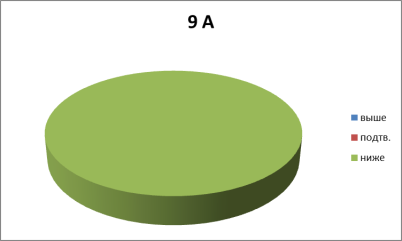 9 А
выше
подтв.
ниже